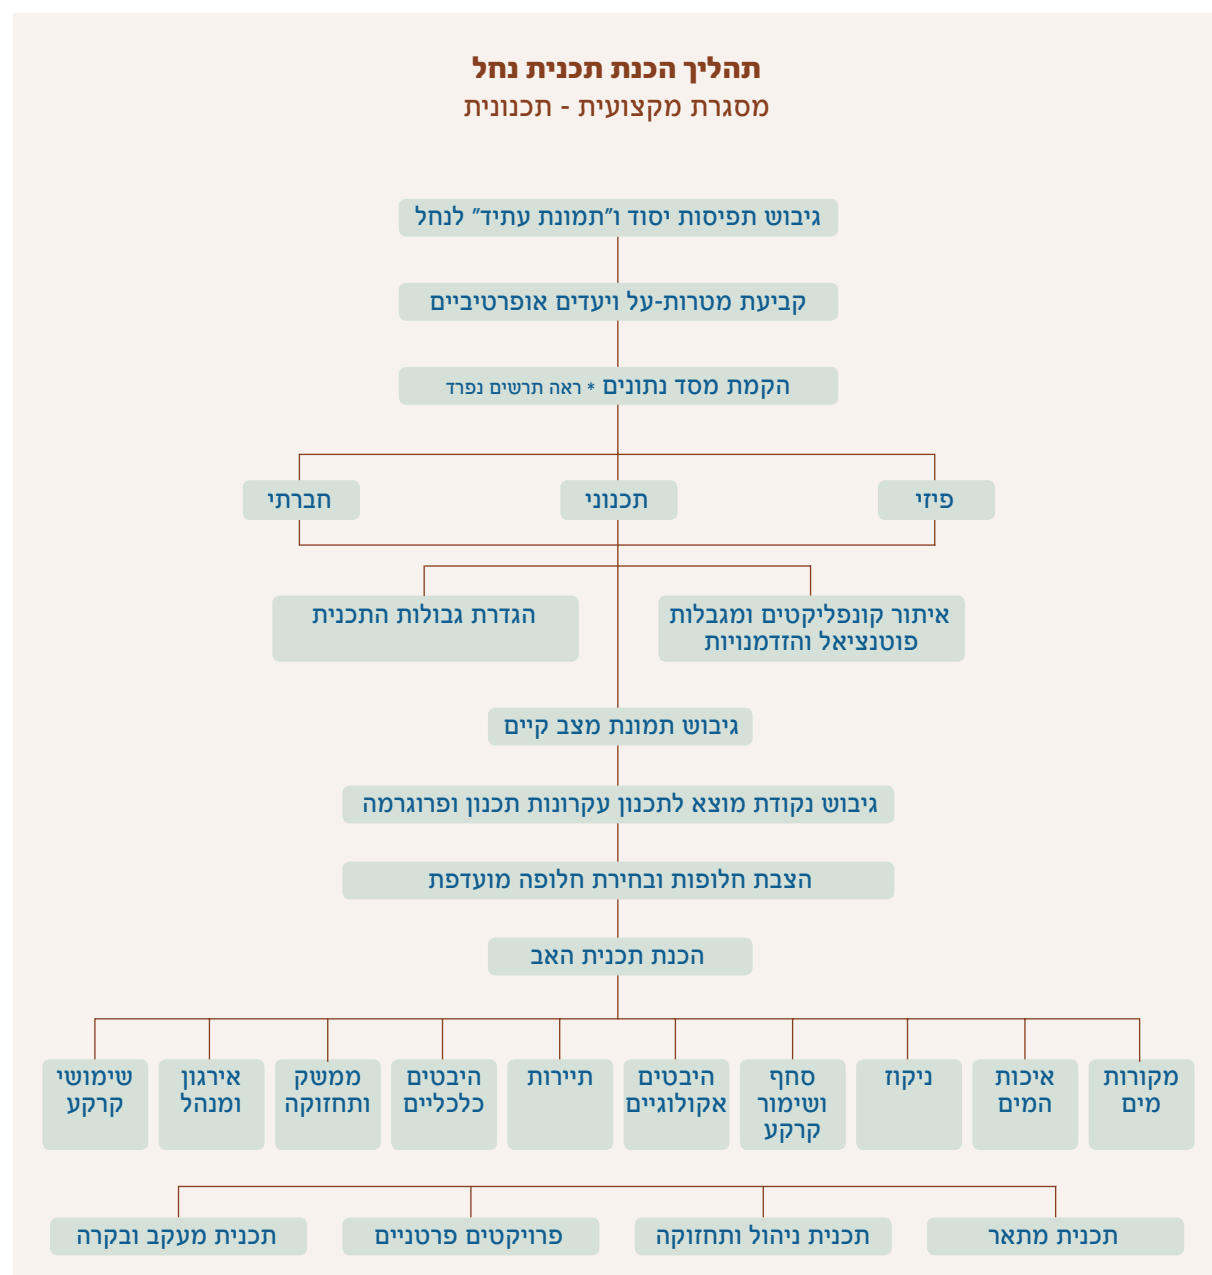 תהליך הכנת תכנית נחל
מסגרת מקצועית - תכנונית
גיבוש תפיסות יסוד ו"תמונת עתיד" לנחל
קביעת מטרות-על ויעדים אופרטיביים
הקמת מסד נתונים * ראה תרשים נפרד
פיזי
תכנוני
חברתי
איתור קונפליקטים ומגבלות
פוטנציאל והזדמנויות
הגדרת גבולות התכנית
גיבוש תמונת מצב קיים
גיבוש נקודת מוצא לתכנון עקרונות תכנון ופרוגרמה
הצבת חלופות ובחירת חלופה מועדפת
הכנת תכנית האב
מקורות
מים
איכות
המים
ניקוז
סחף
ושימור
קרקע
היבטים
אקולוגיים
תיירות
היבטים
כלכליים
ממשק
ותחזוקה
אירגון
ומנהל
שימושי
קרקע
תכנית מתאר
תכנית ניהול ותחזוקה
פרויקטים פרטניים
תכנית מעקב ובקרה